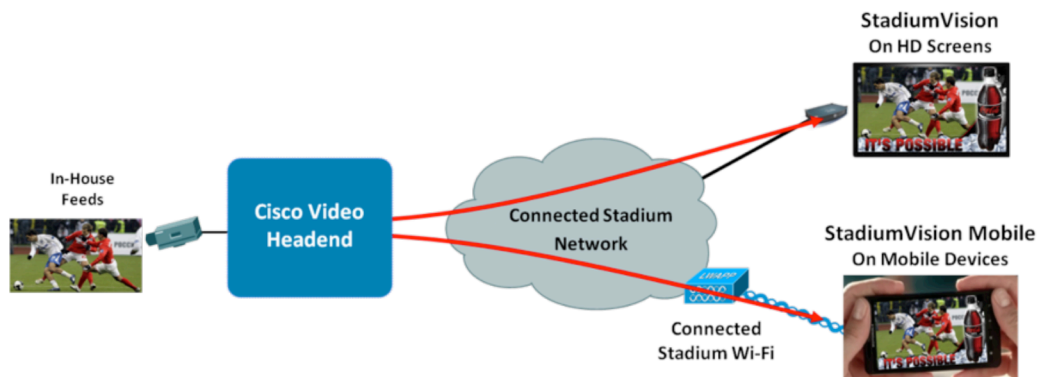 StadiumVision
On HD Screens
IT'S POSSIBLE
In-House
Feeds
Cisco Video
Headend
Connected Stadium
Network
StadiumVision Mobile
On Mobile Devices
LWAPP
Connected
Stadium Wi-Fi
IT'S POSSIBLE